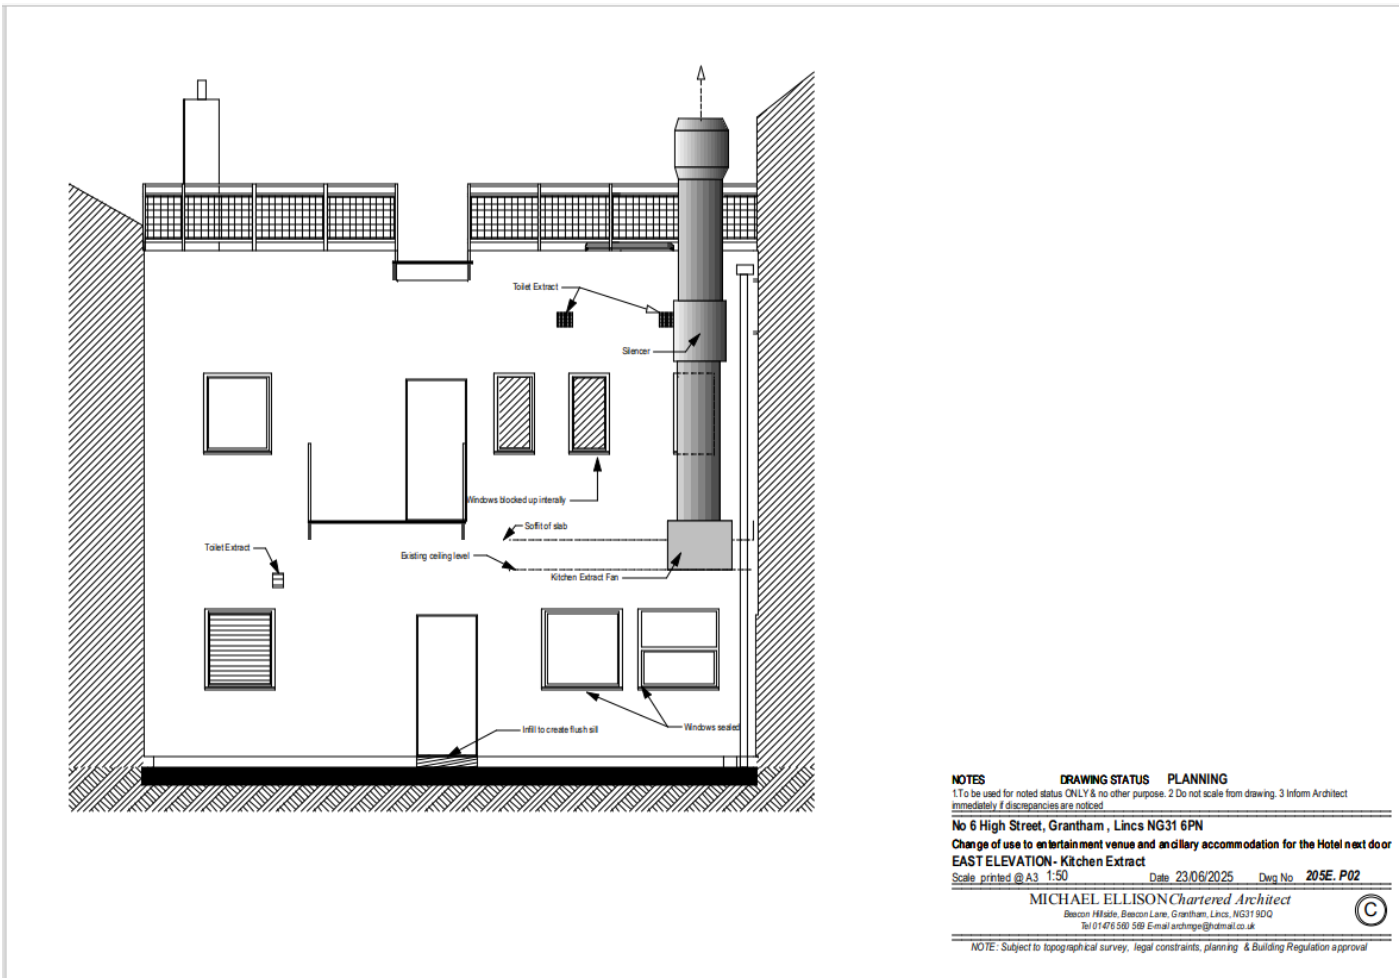 Toilet Extract
Silencer
Windows blocked up interally
Soffit of slab
Toilet Extract
Existing ceiling level
Kitchen Extract Fan
Infill to create flush sill
Windows sealed
NOTES DRAWING STATUS PLANNING
1.To be used for noted status ONLY & no other purpose. 2 Do not scale from drawing. 3 Inform Architect
immediately if discrepancies are noticed
No 6 High Street, Grantham , Lincs NG31 6PN
Change of use to entertainment venue and ancillary accommodation for the Hotel next door
EAST ELEVATION- Kitchen Extract
Scale printed @ A3 1:50 Date 23/06/2025 Dwg No 205E. P02
MICHAEL ELLISON Chartered Architect
Beacon Hillside, Beacon Lane, Grantham, Lincs, NG31 9DQ
Tel 01476 560 569 E-mail archmge@hotmail.co.uk
©
NOTE: Subject to topographical survey, legal constraints, planning & Building Regulation approval